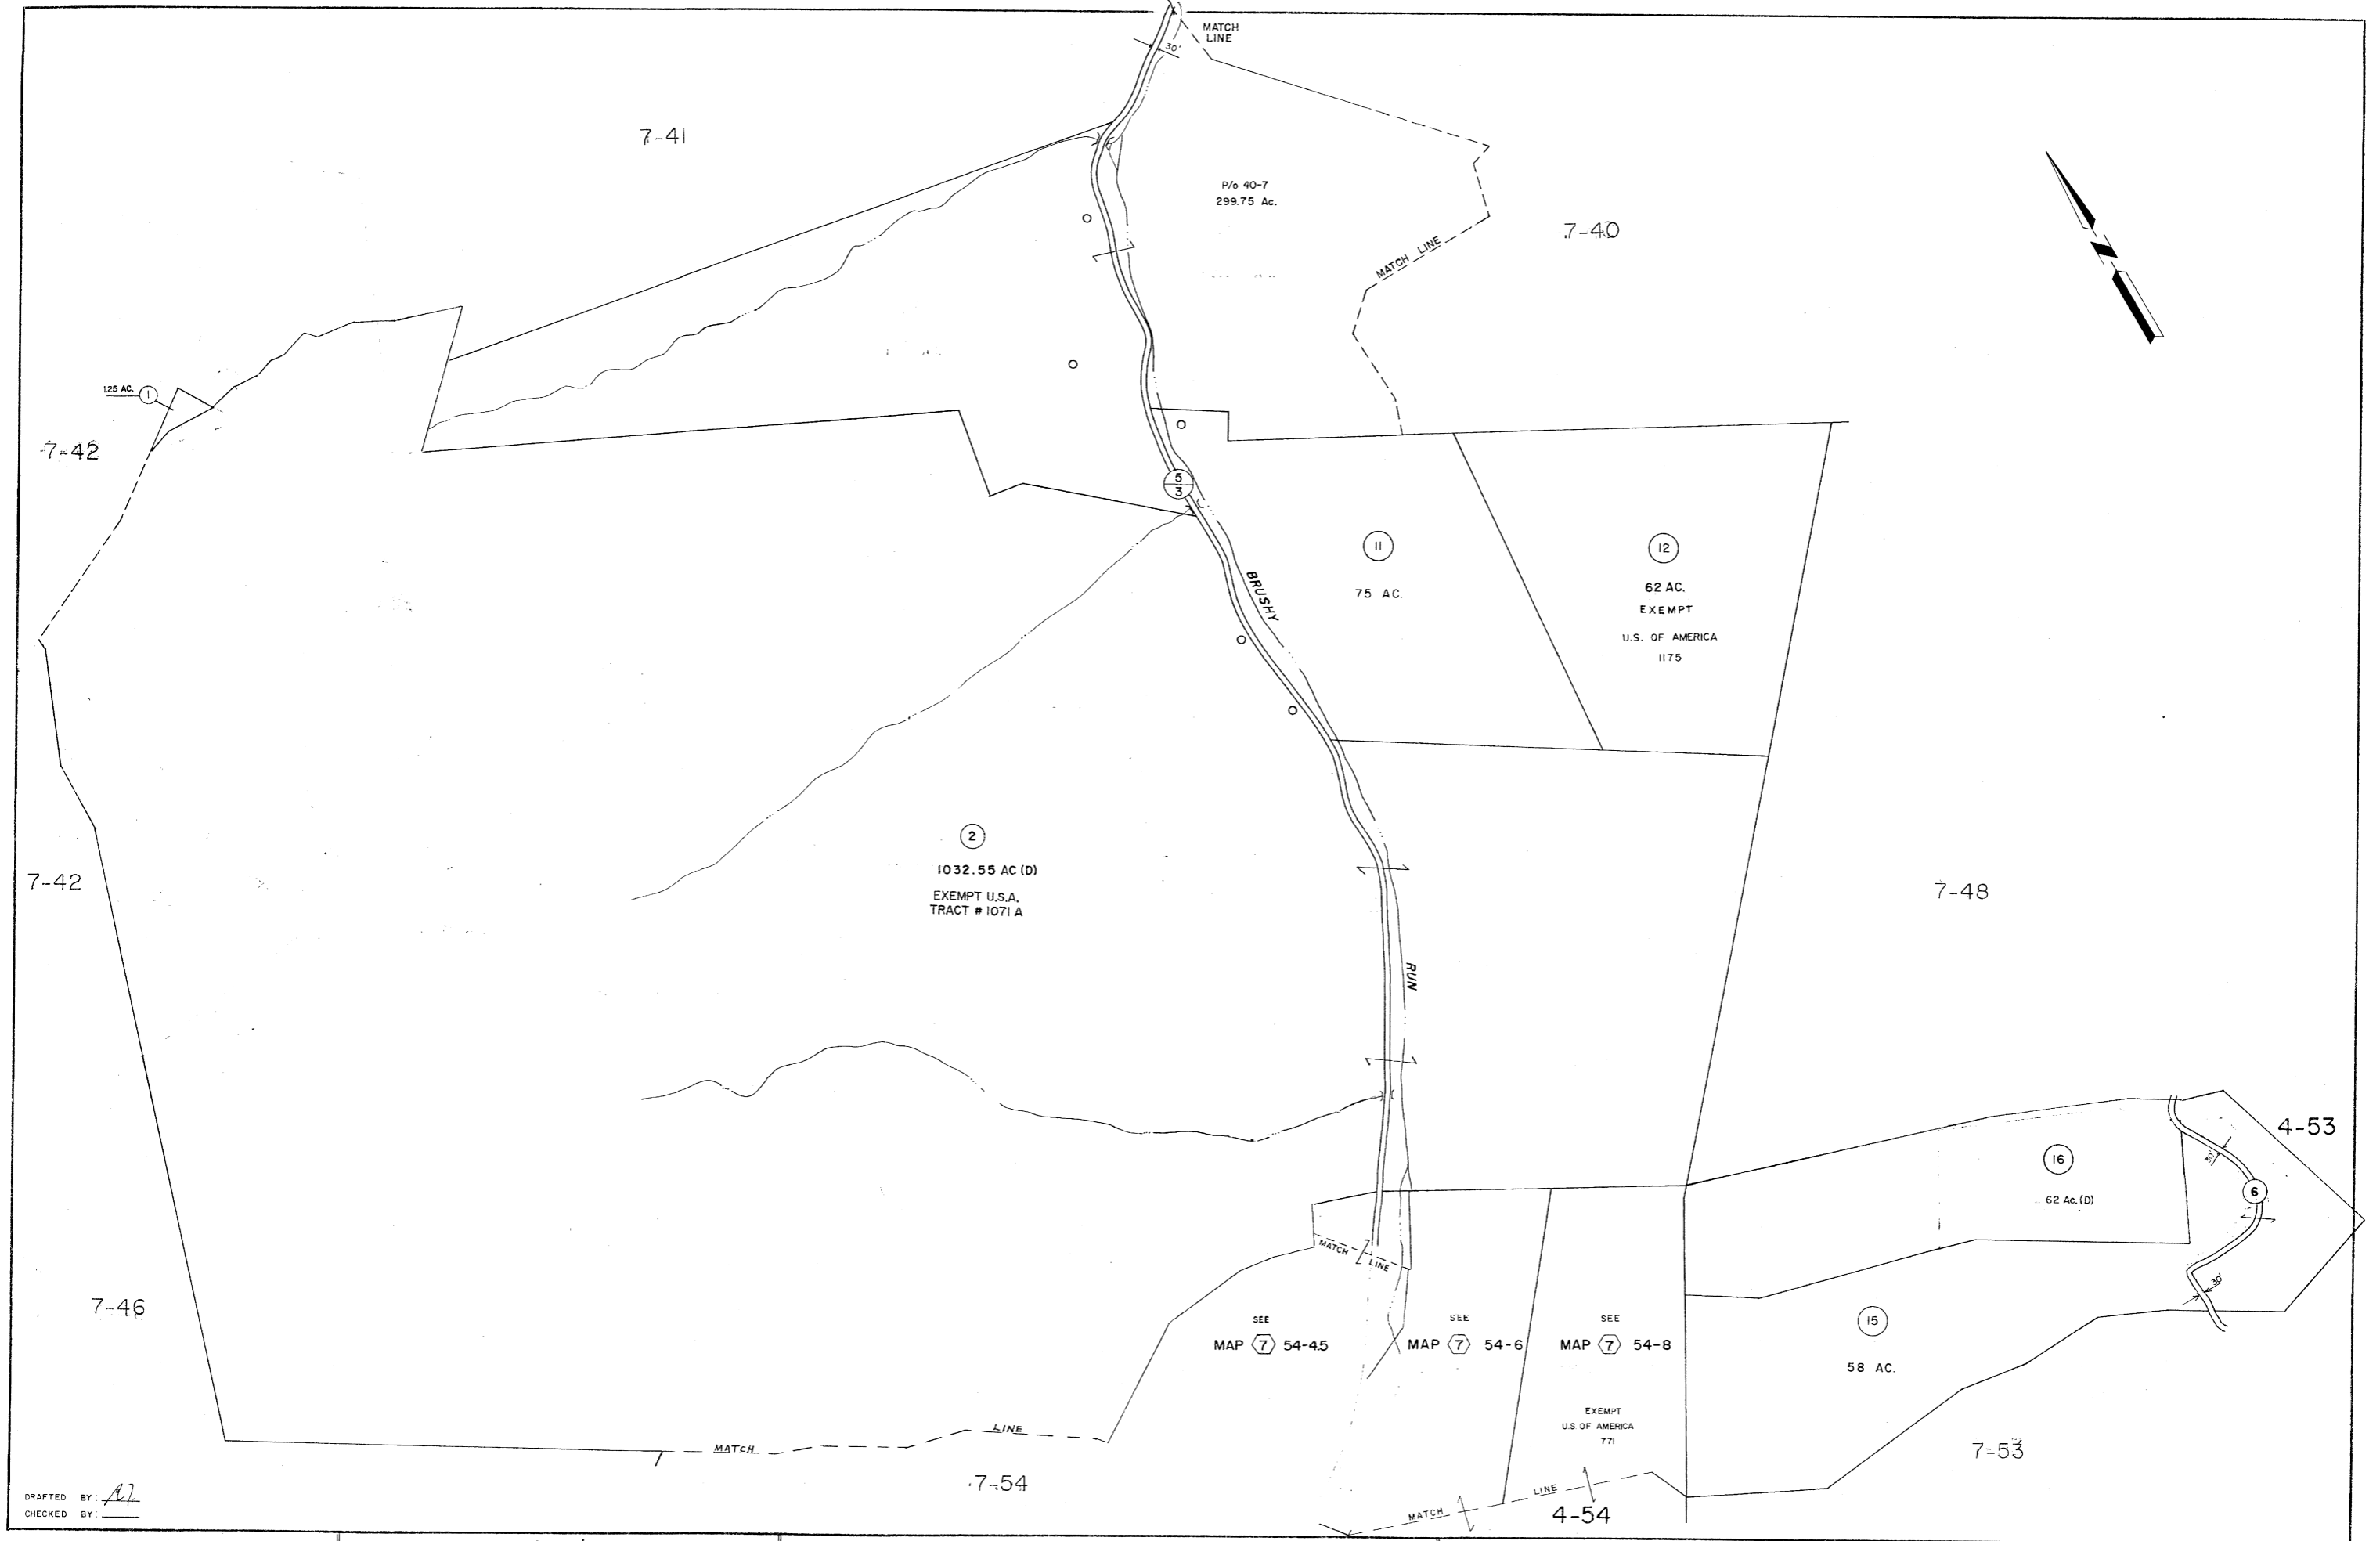 MATCH
LINE
30'
7-41
P/o 40-7
299.75 Ac.
7-40
MATCH LINE
N
1.25 AC. 1
7-42
5
3
11
75 AC.
12
62 AC.
EXEMPT
U.S. OF AMERICA
1175
BRUSHY
2
1032.55 AC (D)
EXEMPT U.S.A.
TRACT # 1071 A
7-42
7-48
RUN
4-53
16
62 Ac. (D)
30'
6
MATCH LINE
30'
7-46
SEE
MAP 7 54-4.5
SEE
MAP 7 54-6
SEE
MAP 7 54-8
15
58 AC.
EXEMPT
U.S. OF AMERICA
771
MATCH LINE
7-53
7-54
DRAFTED BY:
CHECKED BY:
MATCH LINE
4-54